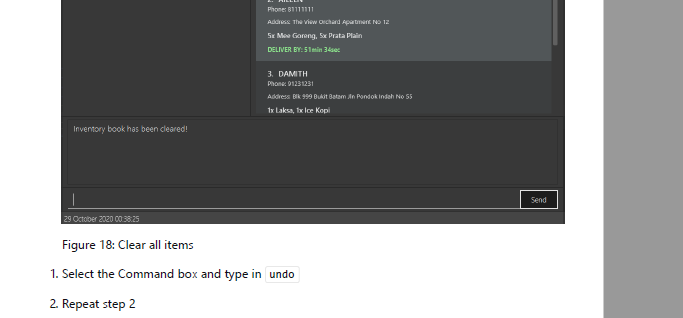 2. AILEEN
Phone: 81111111
Address: The View Orchard Apartment No 12
5x Mee Goreng, 5x Prata Plain
DELIVER BY: 51min 34sec
3. DAMITH
Phone: 91231231
Address: Blk 999 Bukit Batam Jln Pondok Indah No 55
1x Laksa, 1x Ice Kopi
Inventory book has been cleared!
Send
29 October 2020 00:38:25
Figure 18: Clear all items
1. Select the Command box and type in undo
2. Repeat step 2